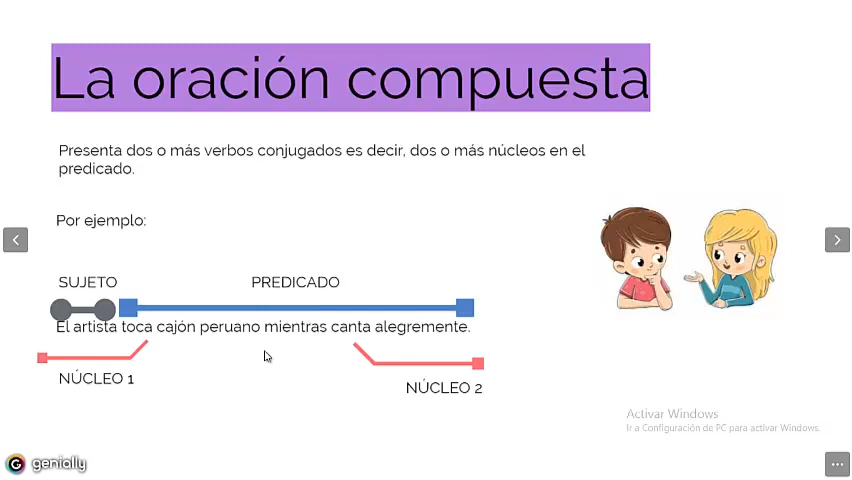 La oración compuesta
Presenta dos o más verbos conjugados es decir, dos o más núcleos en el
predicado.
Por ejemplo:
SUJETO PREDICADO
El artista toca cajón peruano mientras canta alegremente.
NÚCLEO 1
NÚCLEO 2
Activar Windows
Ir a Configuración de PC para activar Windows.
genially